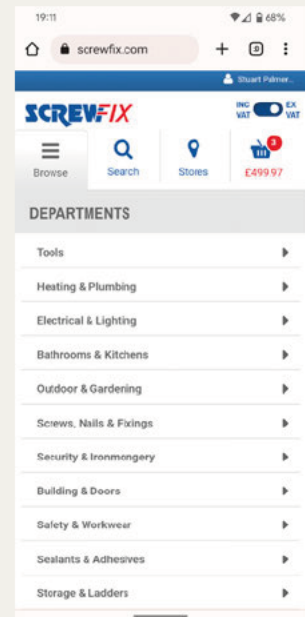 19:11
68%
screwfix.com
Stuart Palmer...
SCREWFIX
INC VAT
EX VAT
3
Browse
Search
Stores
£499.97
DEPARTMENTS
Tools
Heating & Plumbing
Electrical & Lighting
Bathrooms & Kitchens
Outdoor & Gardening
Screws, Nails & Fixings
Security & Ironmongery
Building & Doors
Safety & Workwear
Sealants & Adhesives
Storage & Ladders